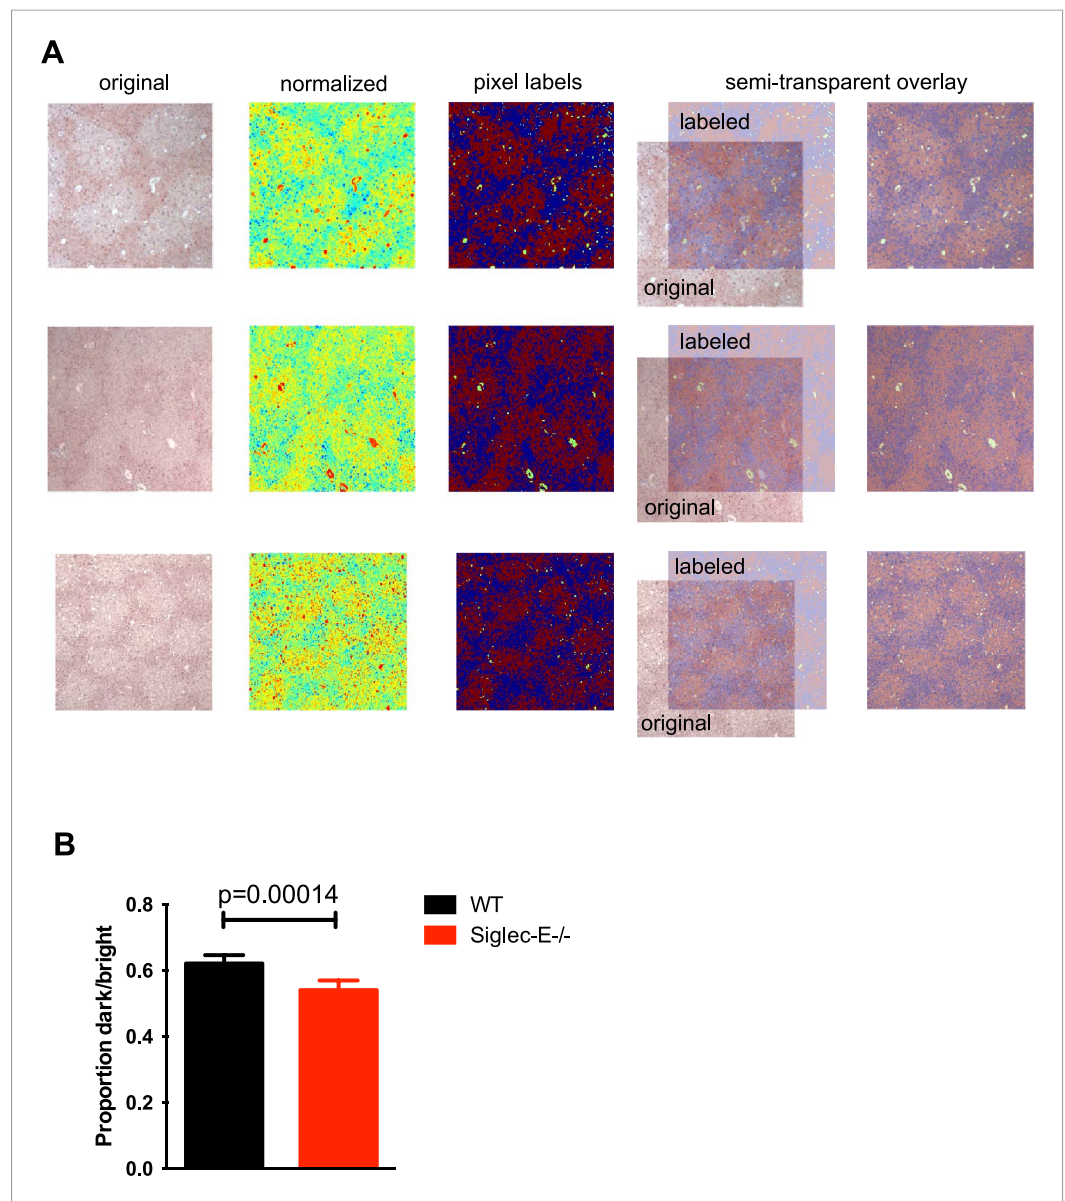 A
original normalized pixel labels semi-transparent overlay
labeled
original
labeled
original
labeled
original
B
p=0.00014
WT
Siglec-E-/-
Proportion dark/bright
0.8
0.6
0.4
0.2
0.0